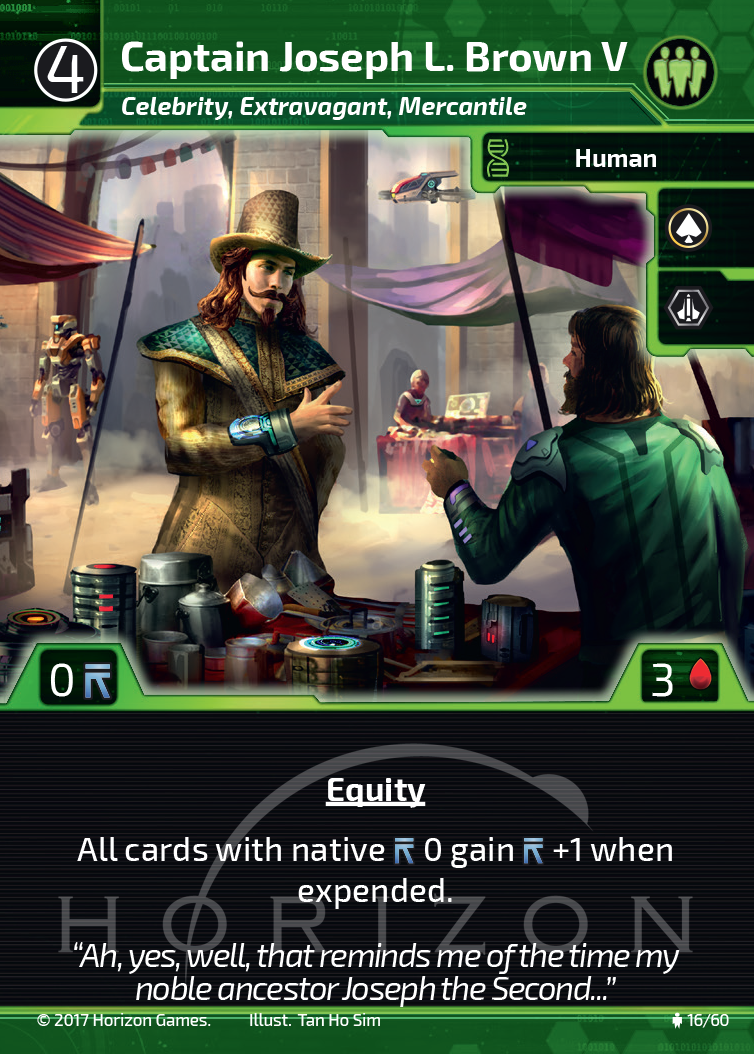 4
Captain Joseph L. Brown V
Celebrity, Extravagant, Mercantile
Human
0
3
Equity
All cards with native 0 gain +1 when
expended.
HORIZON
“Ah, yes, well, that reminds me of the time my
noble ancestor Joseph the Second...”
© 2017 Horizon Games. Illust. Tan Ho Sim 16/60